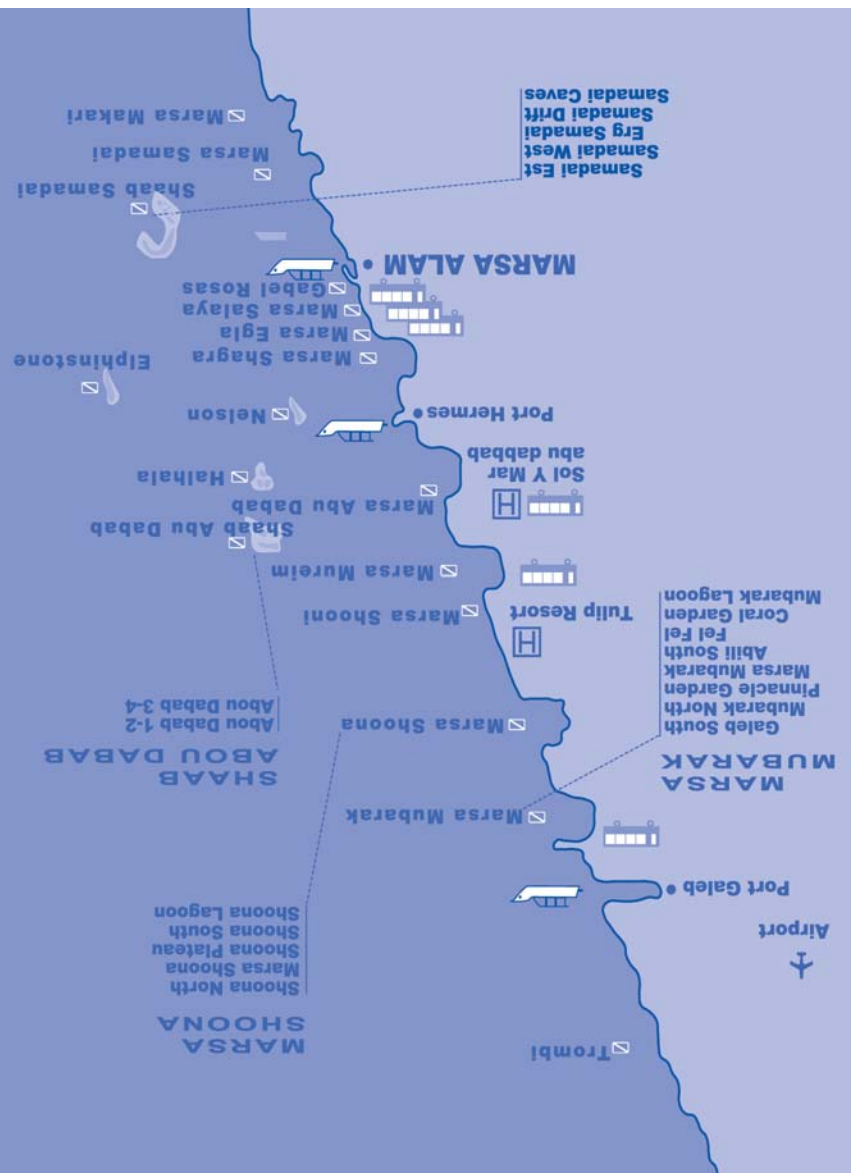 Trombi
MARSA
SHOONA
Shoona North
Marsa Shoona
Shoona Plateau
Shoona South
Shoona Lagoon
Airport
Port Galeb
Marsa Mubarak
MARSA
MUBARAK
Galeb South
Mubarak North
Pinnacle Garden
Marsa Mubarak
Abili South
Fel Fel
Coral Garden
Mubarak Lagoon
SHAAB
ABOU DABAB
Abou Dabab 1-2
Abou Dabab 3-4
Marsa Shoona
H
Tulip Resort
Marsa Shooni
Marsa Mureim
Shaab Abu Dabab
H
Sol Y Mar
abu dabbab
Marsa Abu Dabab
Halhala
Port Hermes
Nelson
Elphinstone
Marsa Shagra
Marsa Egla
Marsa Salaya
Gabel Rosas
MARSA ALAM
Shaab Samadai
Samadai Est
Samadai West
Erg Samadai
Samadai Drift
Samadai Caves
Marsa Samadai
Marsa Makari